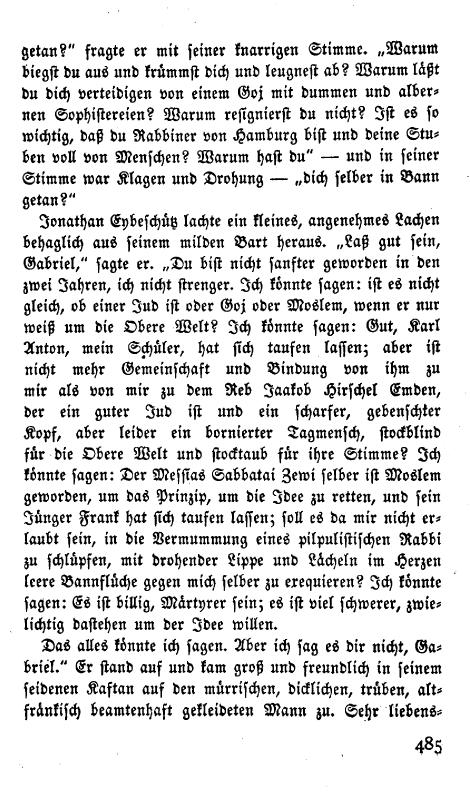 getan?“ fragte er mit seiner knarrigen Stimme. „Warum
biegst du aus und krümmst dich und leugnest ab? Warum läßt
du dich verteidigen von einem Goj mit dummen und alber-
nen Sophistereien? Warum resignierst du nicht? Ist es so
wichtig, daß du Rabbiner von Hamburg bist und deine Stu-
ben voll von Menschen? Warum hast du“ — und in seiner
Stimme war Klagen und Drohung — „dich selber in Bann
getan?“
Jonathan Eybeschütz lachte ein kleines, angenehmes Lachen
behaglich aus seinem milden Bart heraus. „Laß gut sein,
Gabriel,“ sagte er. „Du bist nicht sanfter geworden in den
zwei Jahren, ich nicht strenger. Ich könnte sagen: ist es nicht
gleich, ob einer Jud ist oder Goj oder Moslem, wenn er nur
weiß um die Obere Welt? Ich könnte sagen: Gut, Karl
Anton, mein Schüler, hat sich taufen lassen; aber ist
nicht mehr Gemeinschaft und Bindung von ihm zu
mir als von mir zu dem Reb Jaakob Hirschel Emden,
der ein guter Jud ist und ein scharfer, gebenschter
Kopf, aber leider ein bornierter Tagmensch, stockblind
für die Obere Welt und stocktaub für ihre Stimme? Ich
könnte sagen: Der Messias Sabbatai Zewi selber ist Moslem
geworden, um das Prinzip, um die Idee zu retten, und sein
Jünger Frank hat sich taufen lassen; soll es da mir nicht er-
laubt sein, in die Vermummung eines pilpulistischen Rabbi
zu schlüpfen, mit drohender Lippe und Lächeln im Herzen
leere Bannflüche gegen mich selber zu erequieren? Ich könnte
sagen: Es ist billig, Märtyrer sein; es ist viel schwerer, zwie-
lichtig dastehen um der Idee willen.
Das alles könnte ich sagen. Aber ich sag es dir nicht, Ga-
briel.“ Er stand auf und kam groß und freundlich in seinem
seidenen Kaftan auf den mürrischen, dicklichen, trüben, alt-
fränkisch beamtenhaft gekleideten Mann zu. Sehr liebens-
485